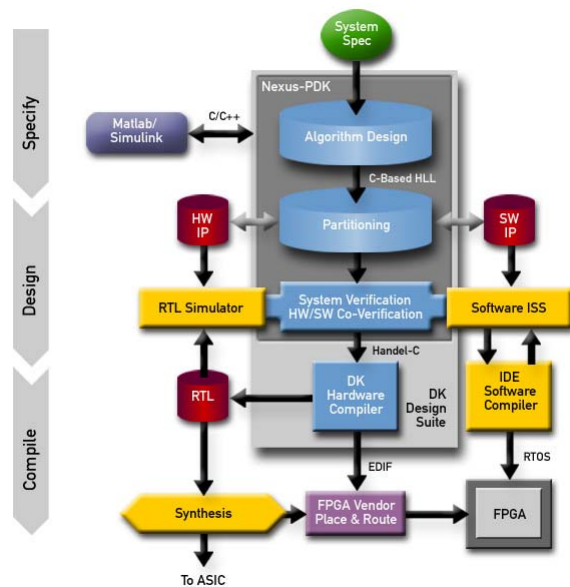 System
Spec
Specify
Nexus-PDK
Matlab/
Simulink
C/C++
Algorithm Design
C-Based HLL
Design
HW
IP
Partitioning
SW
IP
RTL Simulator
System Verification
HW/SW Co-Verification
Software ISS
Handel-C
Compile
RTL
DK
Hardware
Compiler
DK
Design
Suite
IDE
Software
Compiler
EDIF
RTOS
Synthesis
FPGA Vendor
Place & Route
FPGA
To ASIC